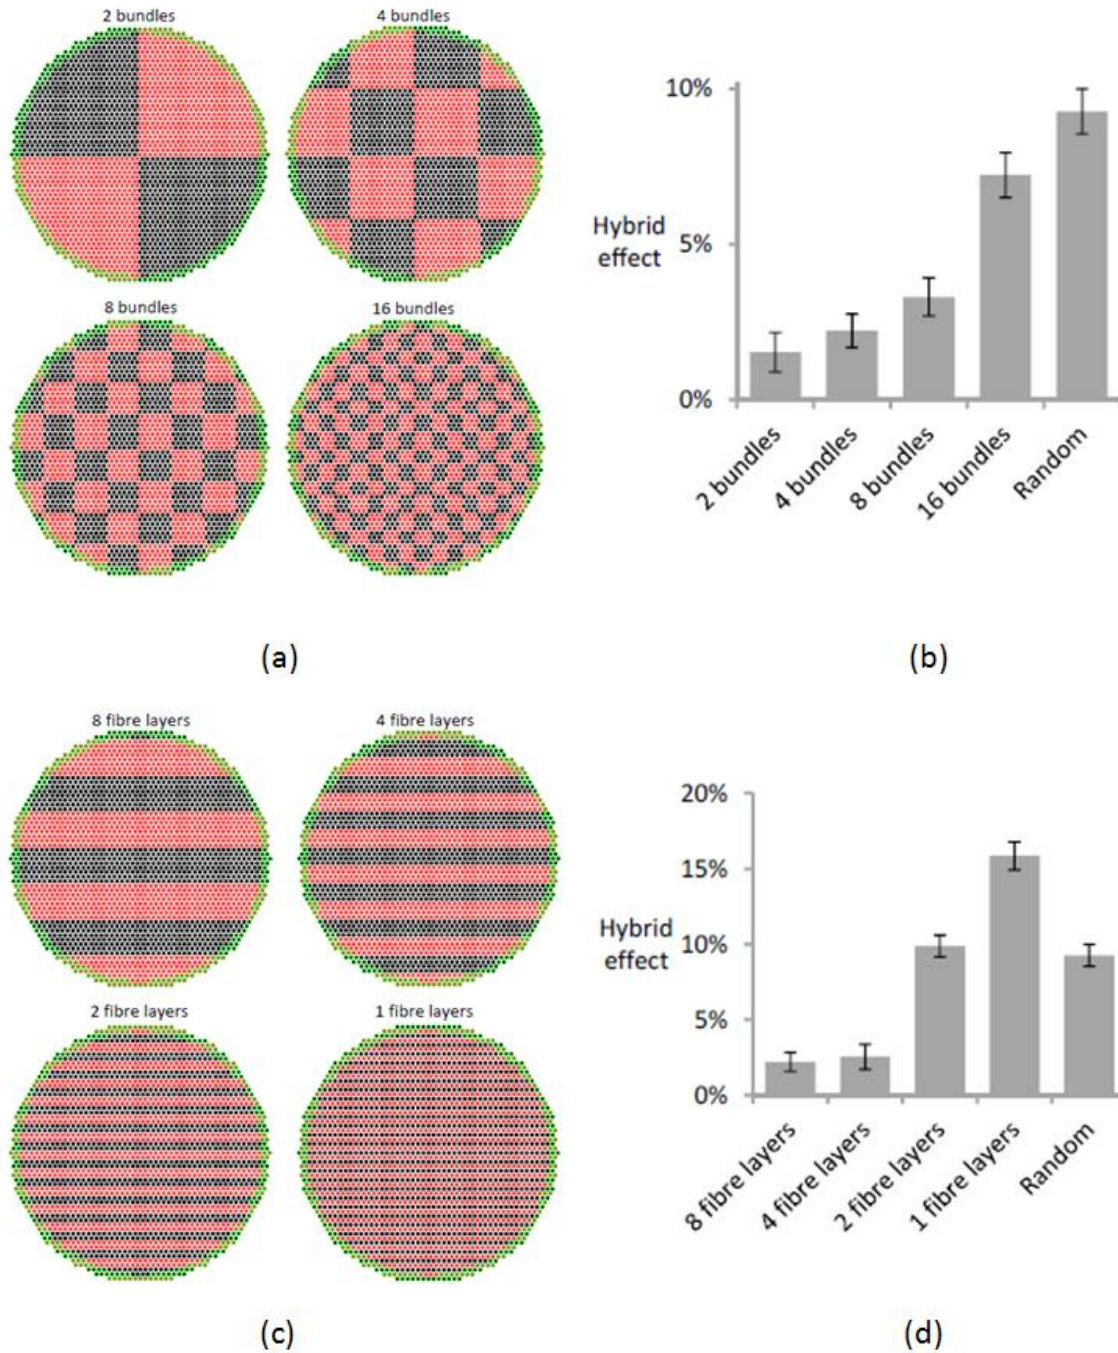 2 bundles
4 bundles
8 bundles
16 bundles
10%
Hybrid
effect
5%
0%
2 bundles
4 bundles
8 bundles
16 bundles
Random
(a)
(b)
8 fibre layers
4 fibre layers
2 fibre layers
1 fibre layers
20%
15%
Hybrid
effect
10%
5%
0%
8 fibre layers
4 fibre layers
2 fibre layers
1 fibre layers
Random
(c)
(d)